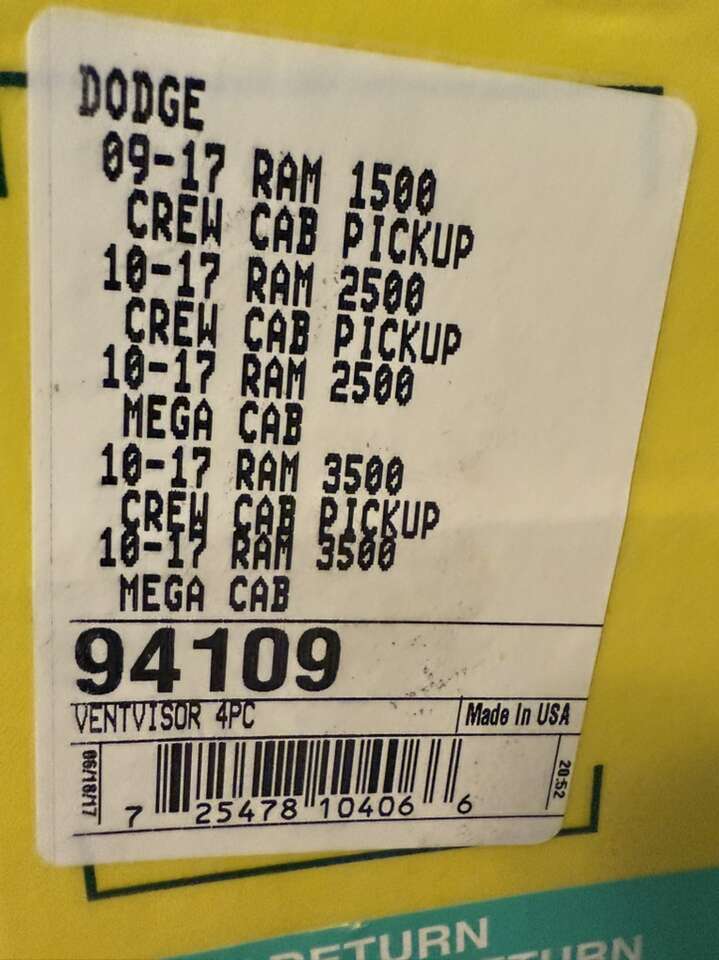 DODGE
09-17 RAM 1500
CREW CAB PICKUP
10-17 RAM 2500
CREW CAB PICKUP
10-17 RAM 2500
MEGA CAB
10-17 RAM 3500
CREW CAB PICKUP
10-17 RAM 3500
MEGA CAB
94109
VENTVISOR 4PC
Made In USA
06/18/17
20:52
7 25478 10406 6
RETURN